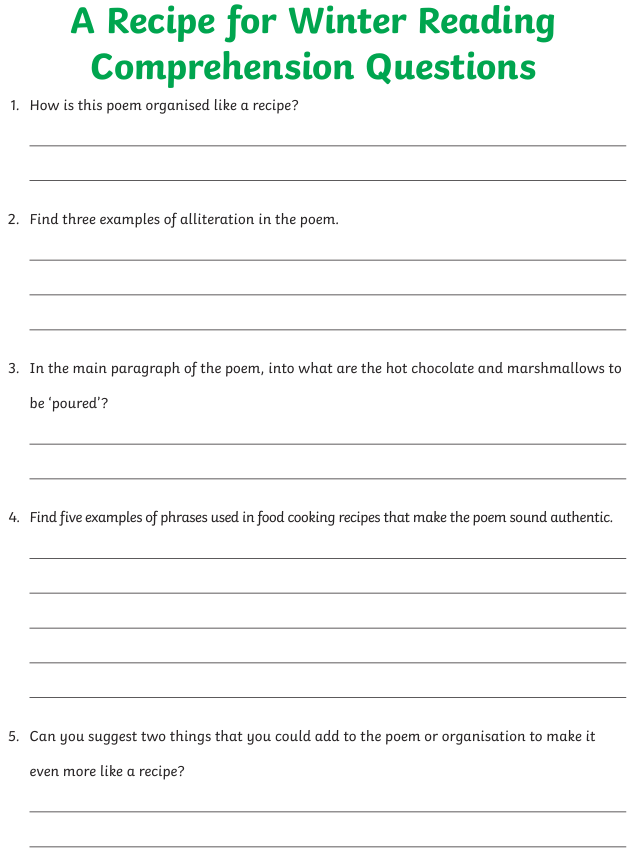 A Recipe for Winter Reading
Comprehension Questions
1. How is this poem organised like a recipe?
2. Find three examples of alliteration in the poem.
3. In the main paragraph of the poem, into what are the hot chocolate and marshmallows to
be ‘poured’?
4. Find five examples of phrases used in food cooking recipes that make the poem sound authentic.
5. Can you suggest two things that you could add to the poem or organisation to make it
even more like a recipe?